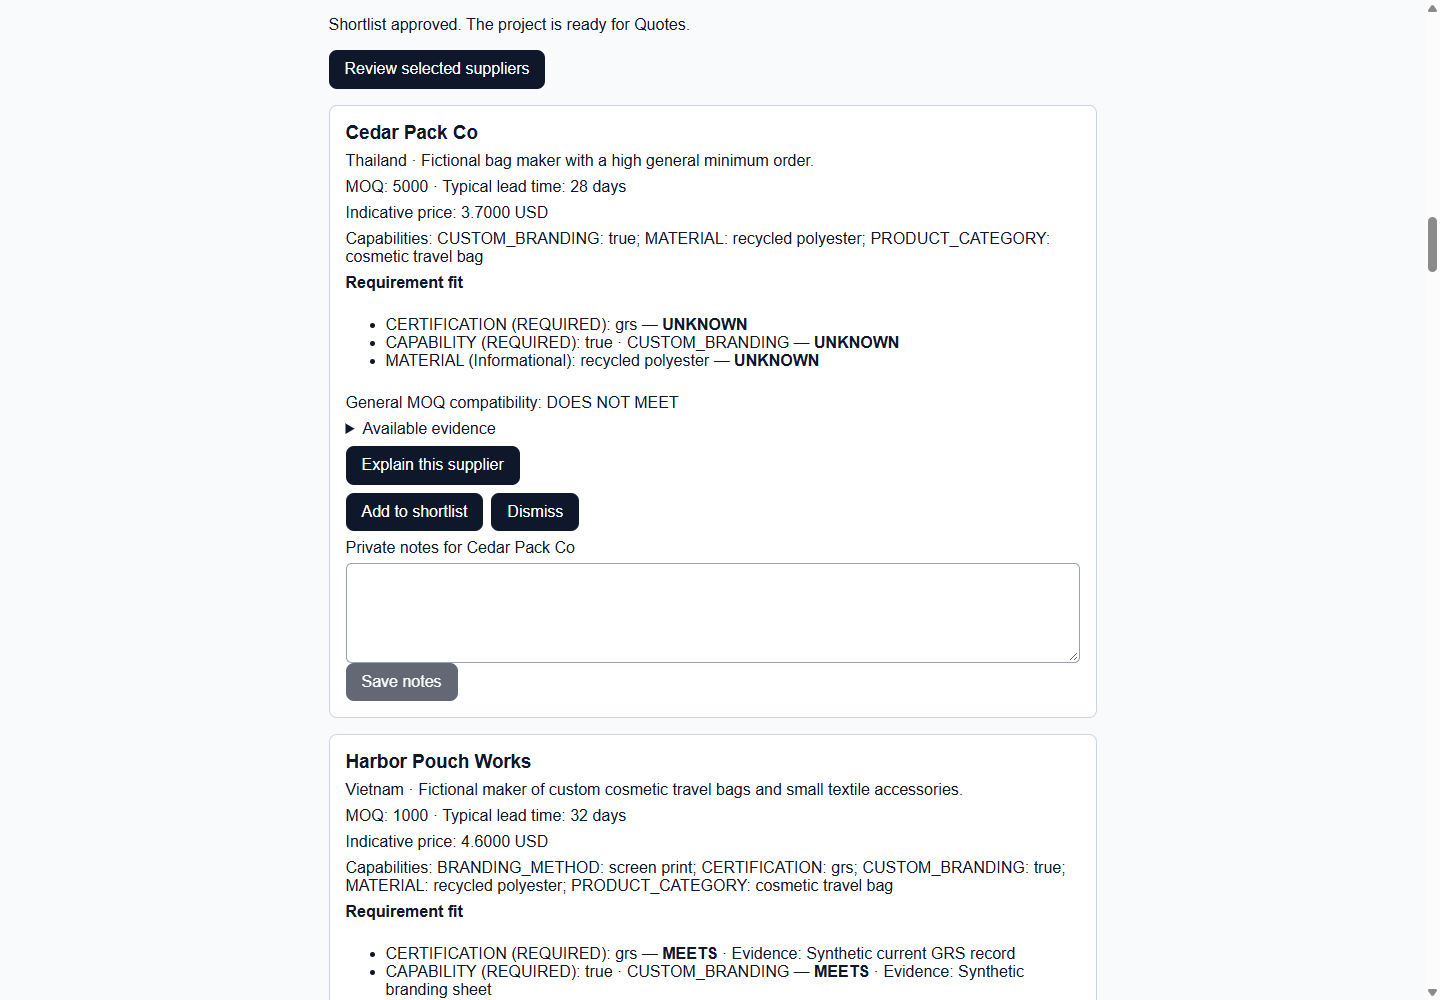 Shortlist approved. The project is ready for Quotes.
Review selected suppliers
Cedar Pack Co
Thailand · Fictional bag maker with a high general minimum order.
MOQ: 5000 · Typical lead time: 28 days
Indicative price: 3.7000 USD
Capabilities: CUSTOM_BRANDING: true; MATERIAL: recycled polyester; PRODUCT_CATEGORY:
cosmetic travel bag
Requirement fit
• CERTIFICATION (REQUIRED): grs — UNKNOWN
• CAPABILITY (REQUIRED): true · CUSTOM_BRANDING — UNKNOWN
• MATERIAL (Informational): recycled polyester — UNKNOWN
General MOQ compatibility: DOES NOT MEET
▶ Available evidence
Explain this supplier
Add to shortlist Dismiss
Private notes for Cedar Pack Co
Save notes
Harbor Pouch Works
Vietnam · Fictional maker of custom cosmetic travel bags and small textile accessories.
MOQ: 1000 · Typical lead time: 32 days
Indicative price: 4.6000 USD
Capabilities: BRANDING_METHOD: screen print; CERTIFICATION: grs; CUSTOM_BRANDING: true;
MATERIAL: recycled polyester; PRODUCT_CATEGORY: cosmetic travel bag
Requirement fit
• CERTIFICATION (REQUIRED): grs — MEETS · Evidence: Synthetic current GRS record
• CAPABILITY (REQUIRED): true · CUSTOM_BRANDING — MEETS · Evidence: Synthetic
branding sheet